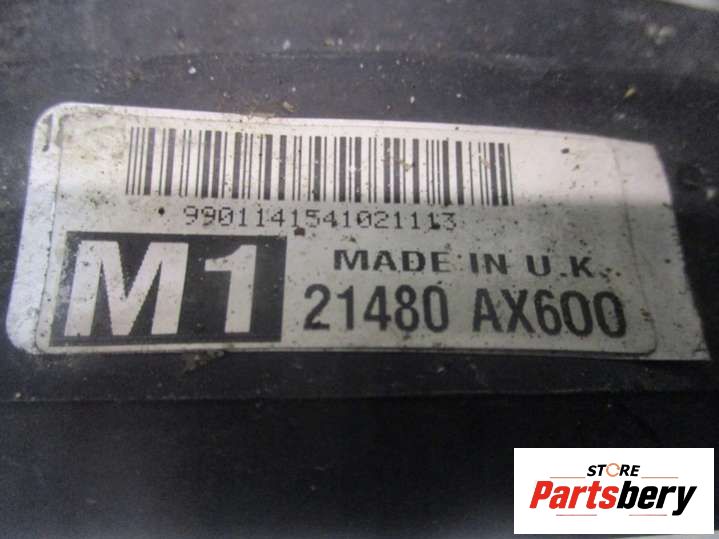 9901141541021113
M1
MADE IN U.K.
21480 AX600
STORE
Partsbery